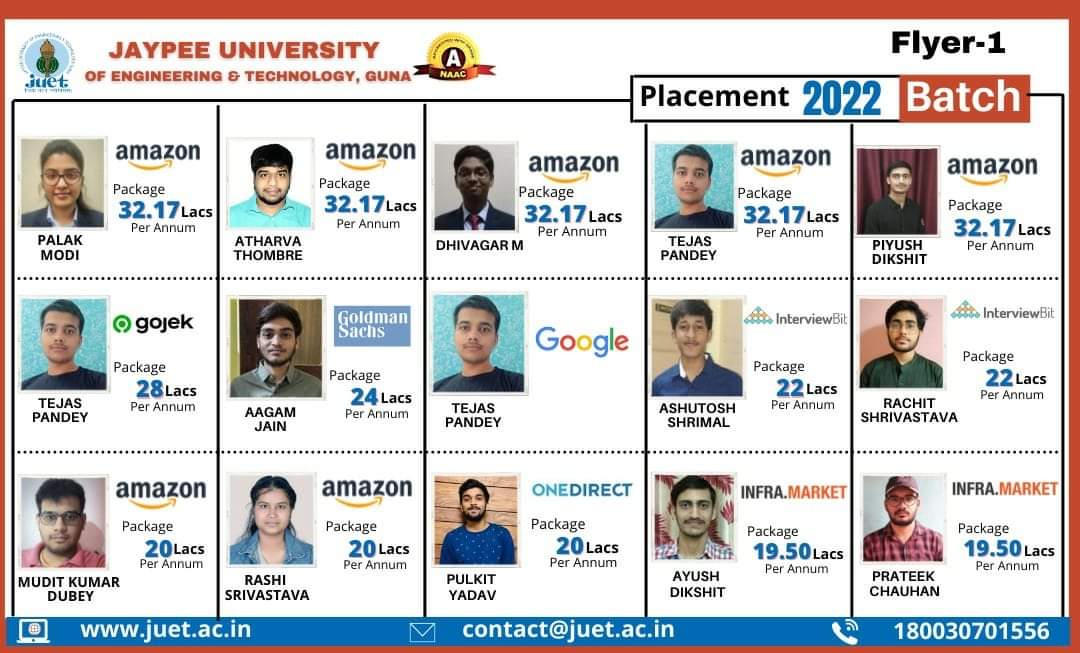 juet
JAYPEE UNIVERSITY
OF ENGINEERING & TECHNOLOGY, GUNA
A
NAAC
Flyer-1
Placement 2022 Batch
amazon
Package
32.17 Lacs
Per Annum
PALAK
MODI
amazon
Package
32.17 Lacs
Per Annum
ATHARVA
THOMBRE
amazon
Package
32.17 Lacs
Per Annum
DHIVAGAR M
amazon
Package
32.17 Lacs
Per Annum
TEJAS
PANDEY
amazon
Package
32.17 Lacs
Per Annum
PIYUSH
DIKSHIT
gojek
Package
28 Lacs
Per Annum
TEJAS
PANDEY
Goldman
Sachs
Package
24 Lacs
Per Annum
AAGAM
JAIN
Google
TEJAS
PANDEY
InterviewBit
Package
22 Lacs
Per Annum
ASHUTOSH
SHRIMAL
InterviewBit
Package
22 Lacs
Per Annum
RACHIT
SHRIVASTAVA
amazon
Package
20 Lacs
Per Annum
MUDIT KUMAR
DUBEY
amazon
Package
20 Lacs
Per Annum
RASHI
SRIVASTAVA
ONEDIRECT
Package
20 Lacs
Per Annum
PULKIT
YADAV
INFRA.MARKET
Package
19.50 Lacs
Per Annum
AYUSH
DIKSHIT
INFRA.MARKET
Package
19.50 Lacs
Per Annum
PRATEEK
CHAUHAN
www.juet.ac.in
contact@juet.ac.in
180030701556